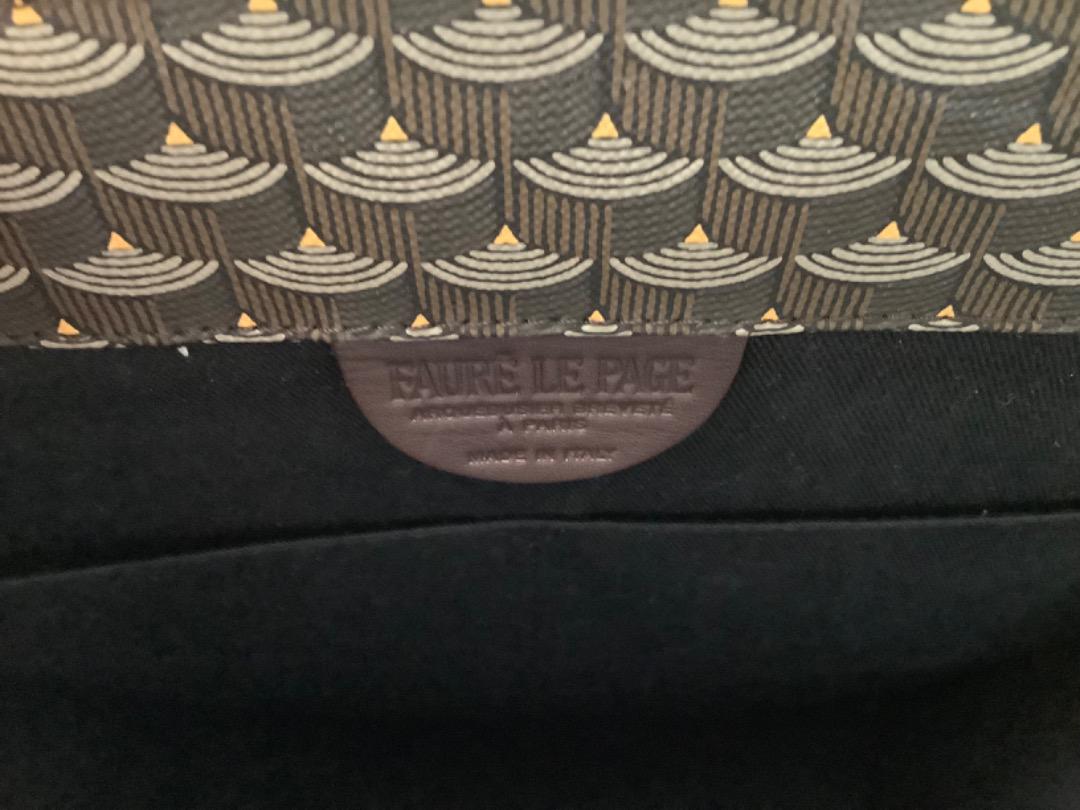 FAURÉ LE PAGE
ARQUEBUSIER BREVETÉ
À PARIS
MADE IN ITALY